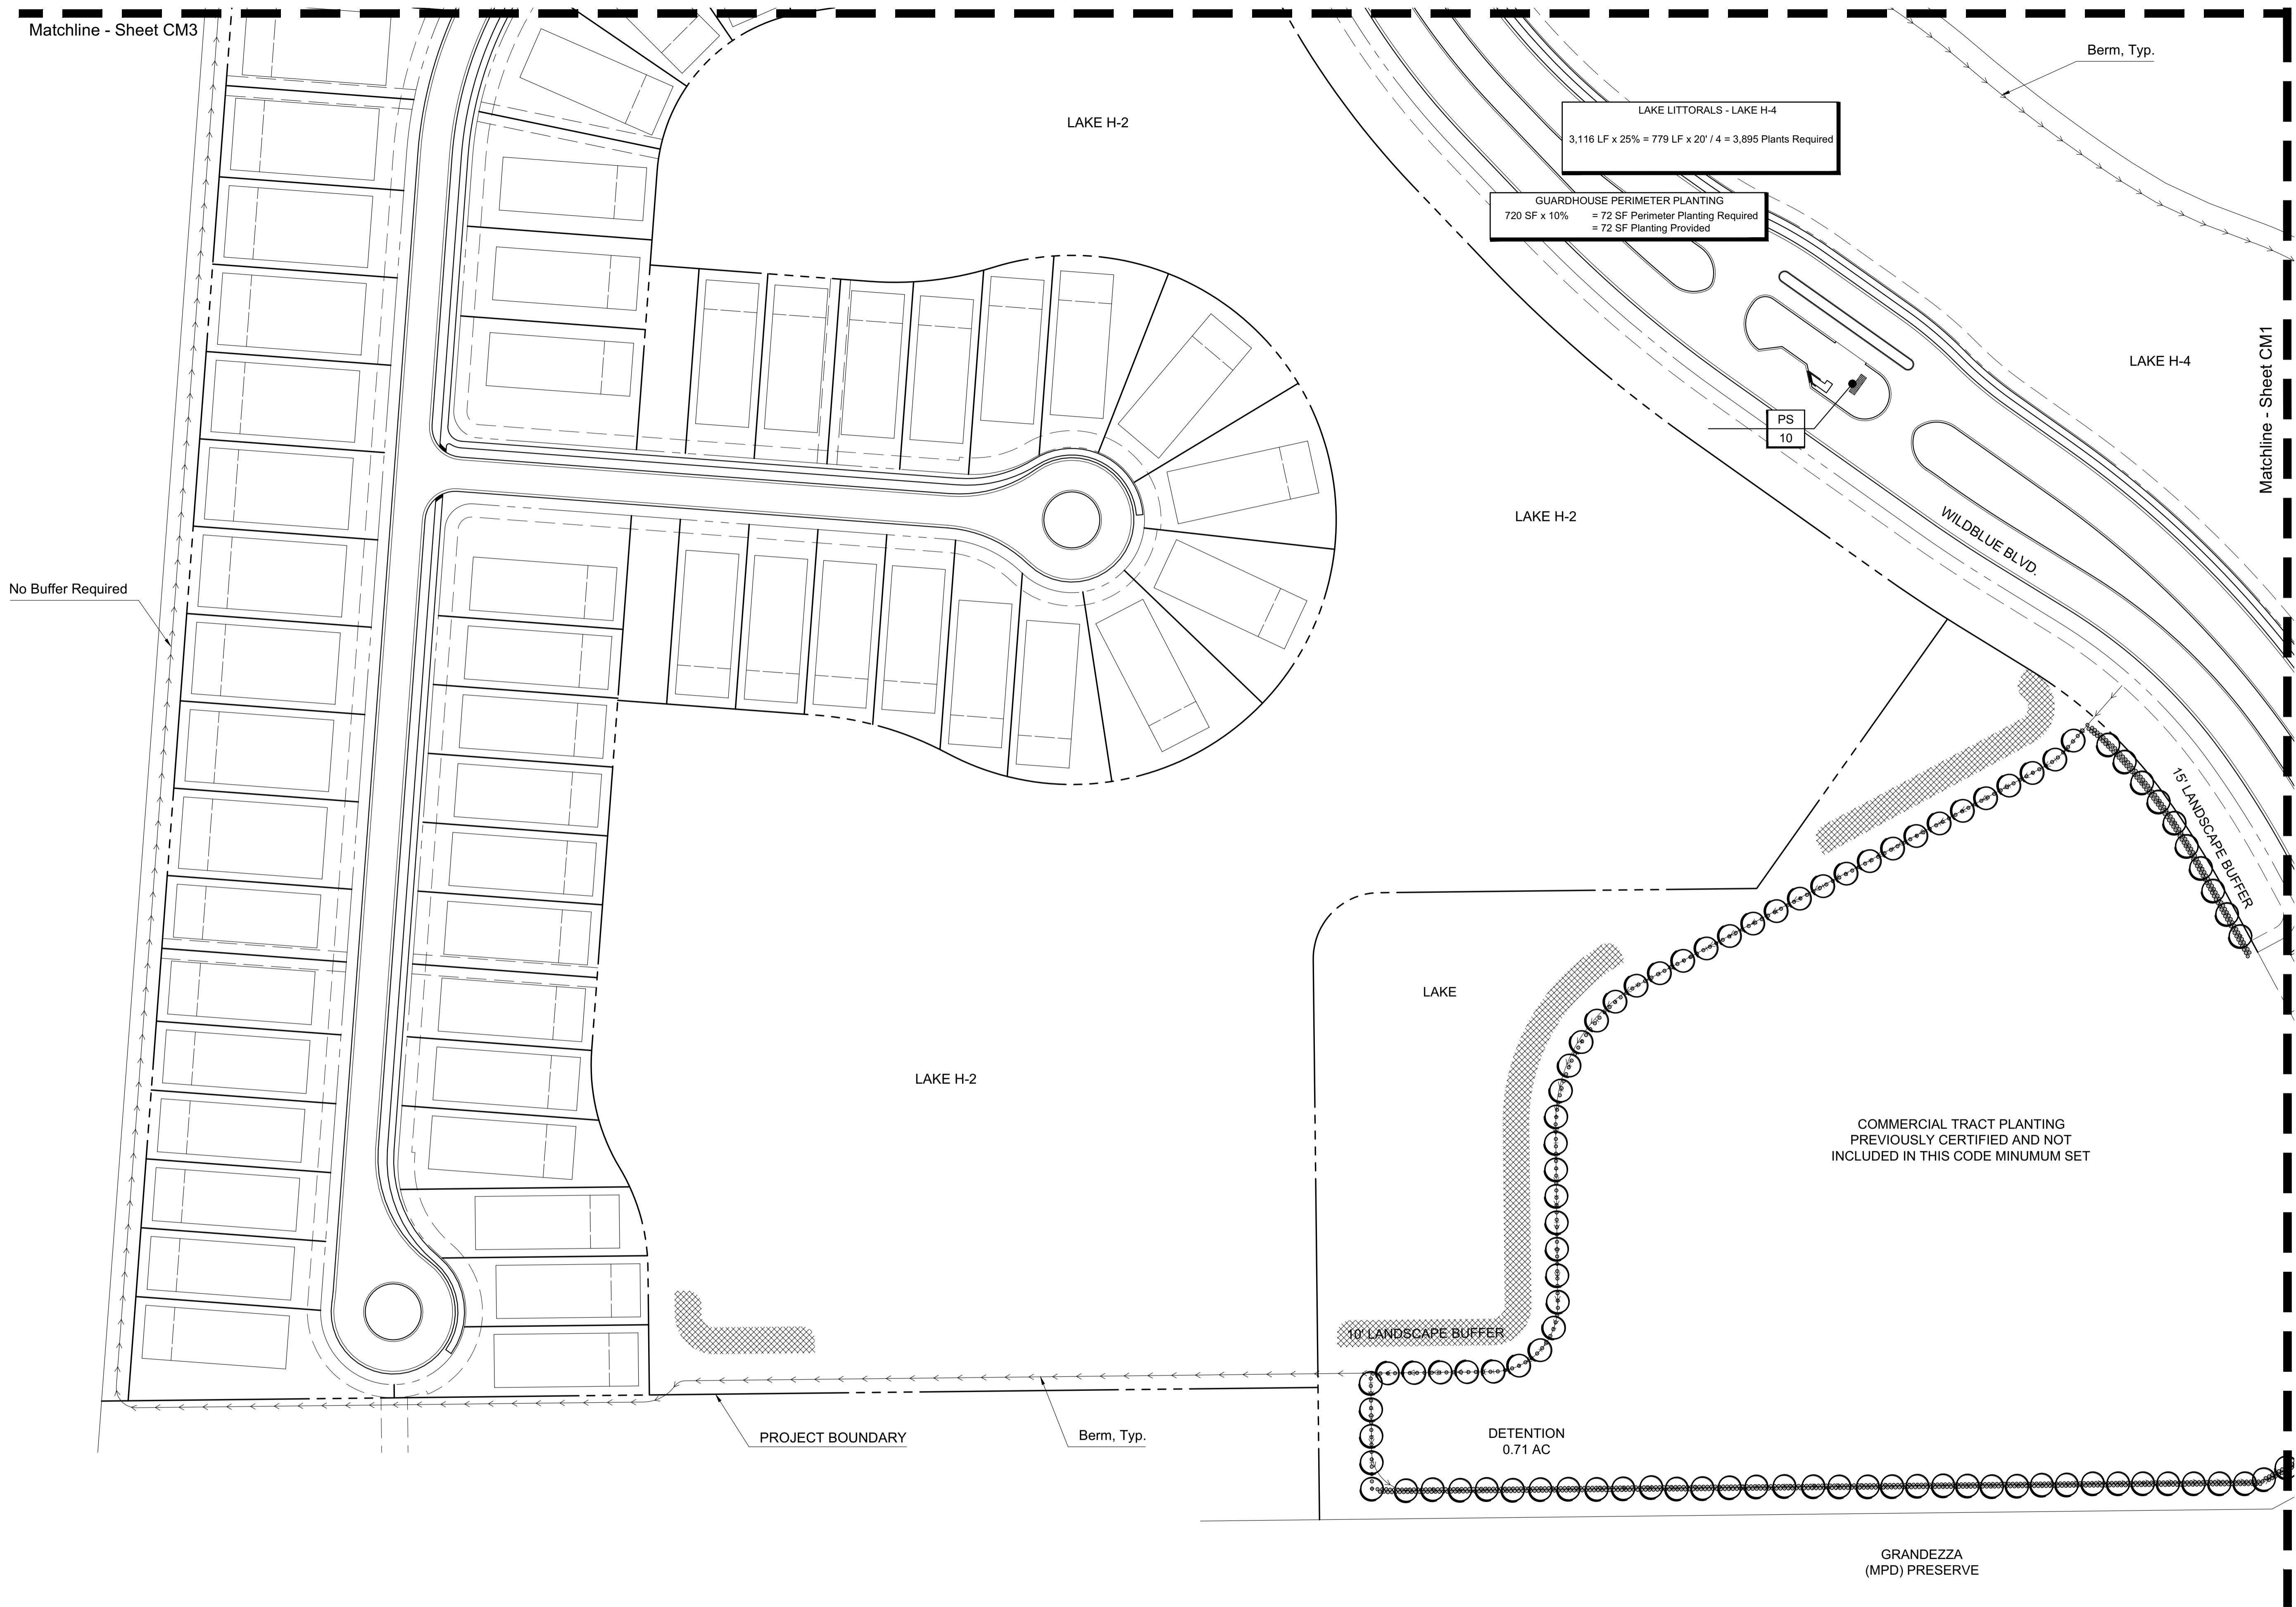 Matchline - Sheet CM3
Berm, Typ.
LAKE H-2
LAKE LITTORALS - LAKE H-4
3,116 LF x 25% = 779 LF x 20' / 4 = 3,895 Plants Required
GUARDHOUSE PERIMETER PLANTING
720 SF x 10% = 72 SF Perimeter Planting Required
= 72 SF Planting Provided
LAKE H-4
Matchline - Sheet CM1
PS
10
LAKE H-2
WILDBLUE BLVD.
No Buffer Required
15' LANDSCAPE BUFFER
LAKE
LAKE H-2
COMMERCIAL TRACT PLANTING
PREVIOUSLY CERTIFIED AND NOT
INCLUDED IN THIS CODE MINUMUM SET
10' LANDSCAPE BUFFER
PROJECT BOUNDARY
Berm, Typ.
DETENTION
0.71 AC
GRANDEZZA
(MPD) PRESERVE